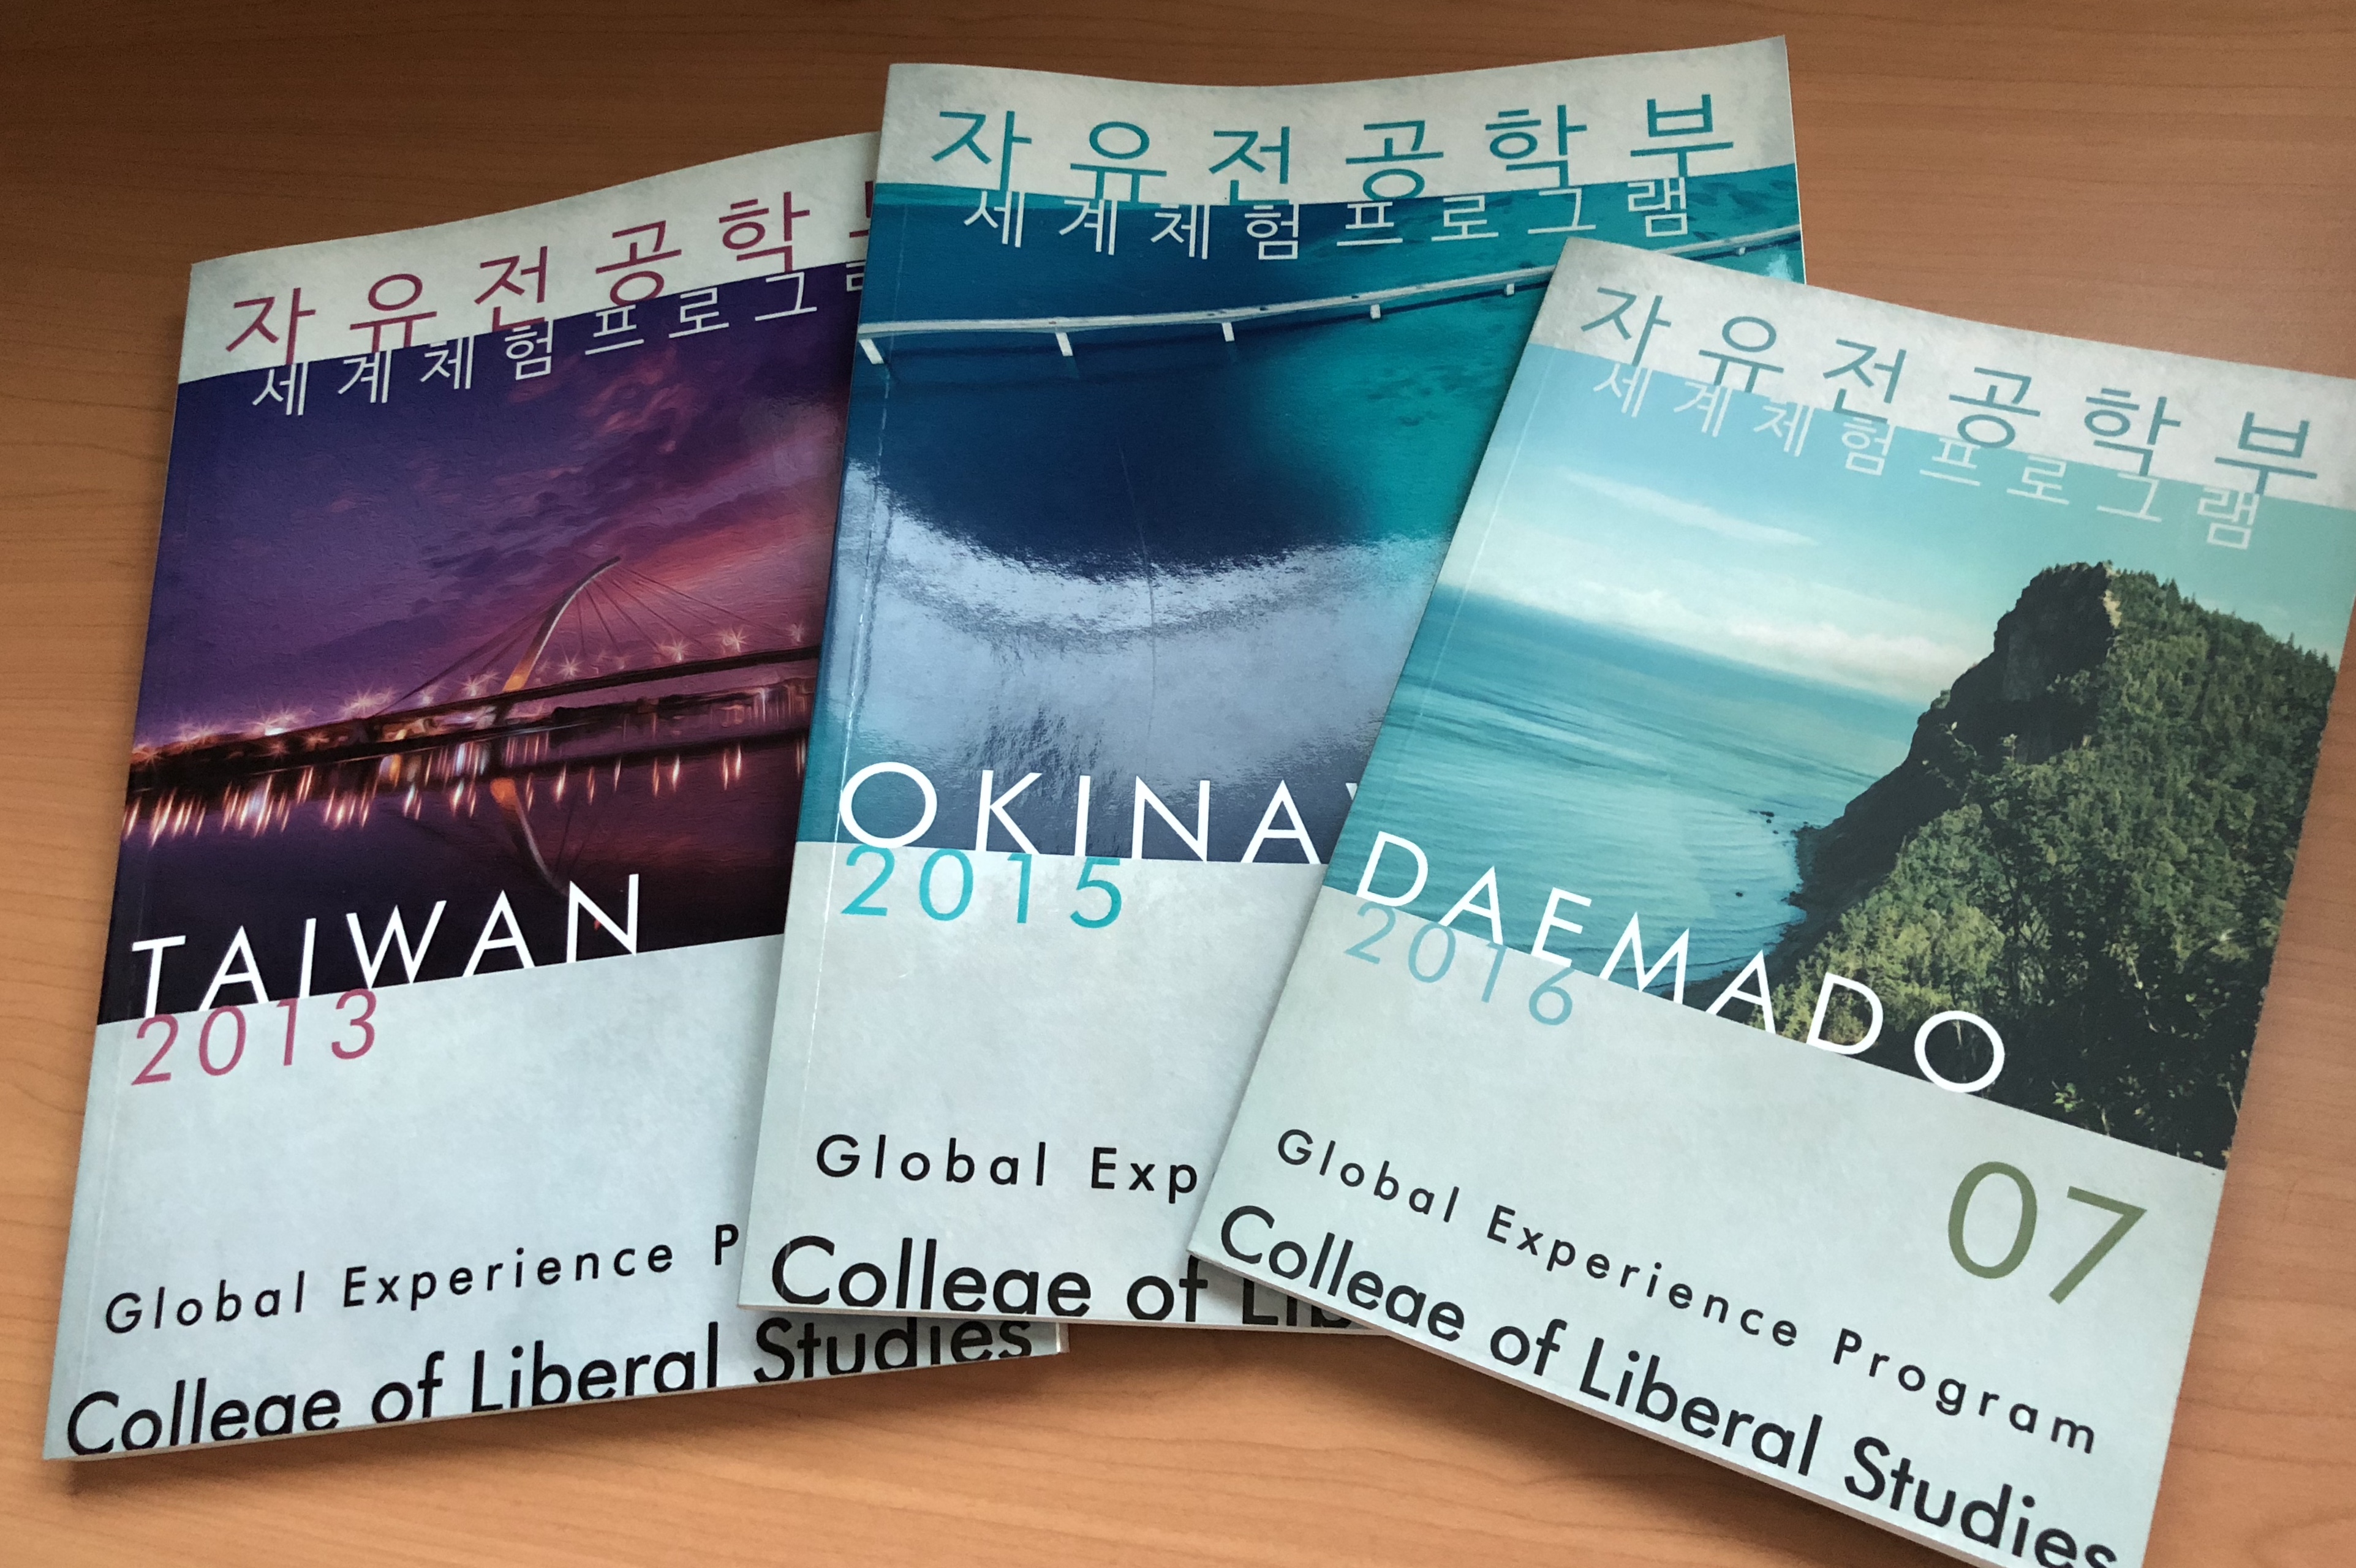 자유전공학
세계체험프로그
TAIWAN
2013
Global Experience P
College of Liberal Studies
자유전공학부
세계체험프로그램
OKINA
2015
Global Exp
College of Lib
자유전공학부
세계체험프로그램
DAEMADO
2016
07
Global Experience Program
College of Liberal Studies